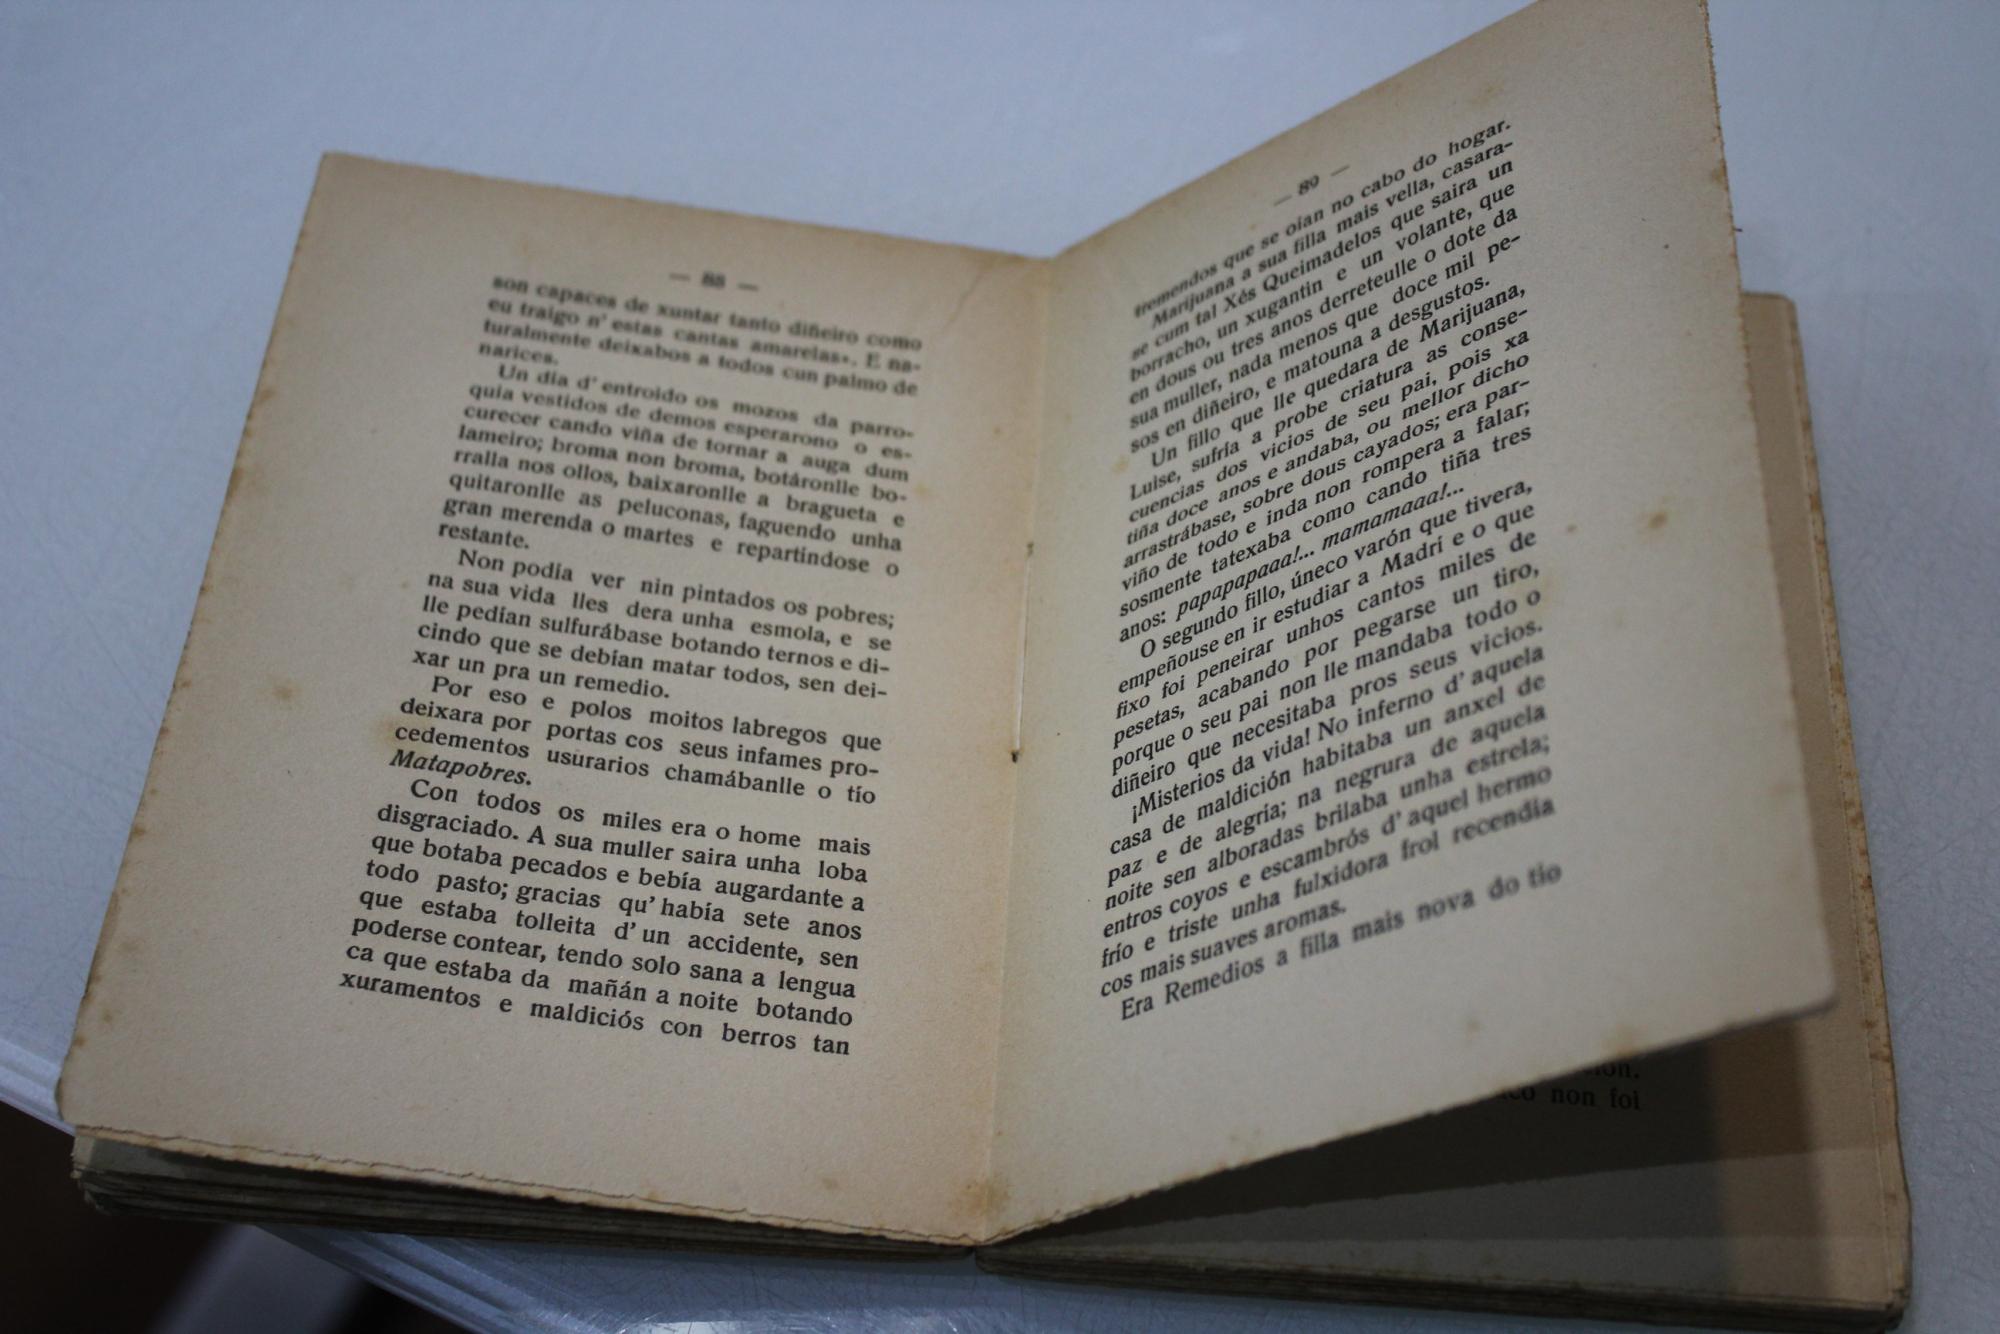 — 88 —
son capaces de xuntar tanto diñeiro como
eu traigo n' estas cantas amarelas». E na-
turalmente deixabos a todos cun palmo de
narices.
Un dia d' entroido os mozos da parro-
quia vestidos de demos esperarono o es-
curecer cando viña de tornar a auga dum
lameiro; broma non broma, botáronlle bo-
rralla nos ollos, baixaronlle a bragueta e
quitaronlle as peluconas, faguendo unha
gran merenda o martes e repartindose o
restante.
Non podia ver nin pintados os pobres;
na sua vida lles dera unha esmola, e se
lle pedían sulfurábase botando ternos e di-
cindo que se debían matar todos, sen dei-
xar un pra un remedio.
Por eso e polos moitos labregos que
deixara por portas cos seus infames pro-
cedementos usurarios chamábanlle o tío
Matapobres.
Con todos os miles era o home mais
disgraciado. A sua muller saira unha loba
que botaba pecados e bebía augardante a
todo pasto; gracias qu' había sete anos
que estaba tolleita d' un accidente, sen
poderse contear, tendo solo sana a lengua
ca que estaba da mañán a noite botando
xuramentos e maldiciós con berros tan
— 89 —
tremendos que se oían no cabo do hogar.
Marijuana a sua filla mais vella, casara-
se cum tal Xés Queimadelos que saira un
borracho, un xugantin e un volante, que
en dous ou tres anos derreteulle o dote da
sua muller, nada menos que doce mil pe-
sos en diñeiro, e matouna a desgustos.
Un fillo que lle quedara de Marijuana,
Luise, sufría a probe criatura as conse-
cuencias dos vicios de seu pai, pois xa
tiña doce anos e andaba, ou mellor dicho
arrastrábase, sobre dous cayados; era par-
viño de todo e inda non rompera a falar;
sosmente tatexaba como cando tiña tres
anos: papapapaaa!... mamamaaa!...
O segundo fillo, úneco varón que tivera,
empeñouse en ir estudiar a Madrí e o que
fixo foi peneirar unhos cantos miles de
pesetas, acabando por pegarse un tiro,
porque o seu pai non lle mandaba todo o
diñeiro que necesitaba pros seus vicios.
¡Misterios da vida! No inferno d' aquela
casa de maldición habitaba un anxel de
paz e de alegria; na negrura de aquela
noite sen alboradas brilaba unha estrela;
entros coyos e escambrós d' aquel hermo
frío e triste unha fulxidora frol recendia
cos mais suaves aromas.
Era Remedios a filla mais nova do tio
non foi